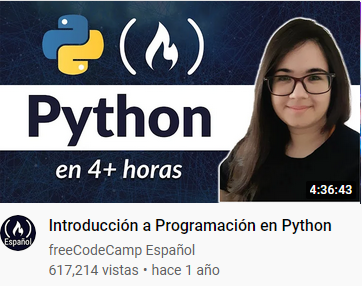 Python
en 4+ horas
4:36:43
Introducción a Programación en Python
Español
freeCodeCamp Español
617,214 vistas • hace 1 año